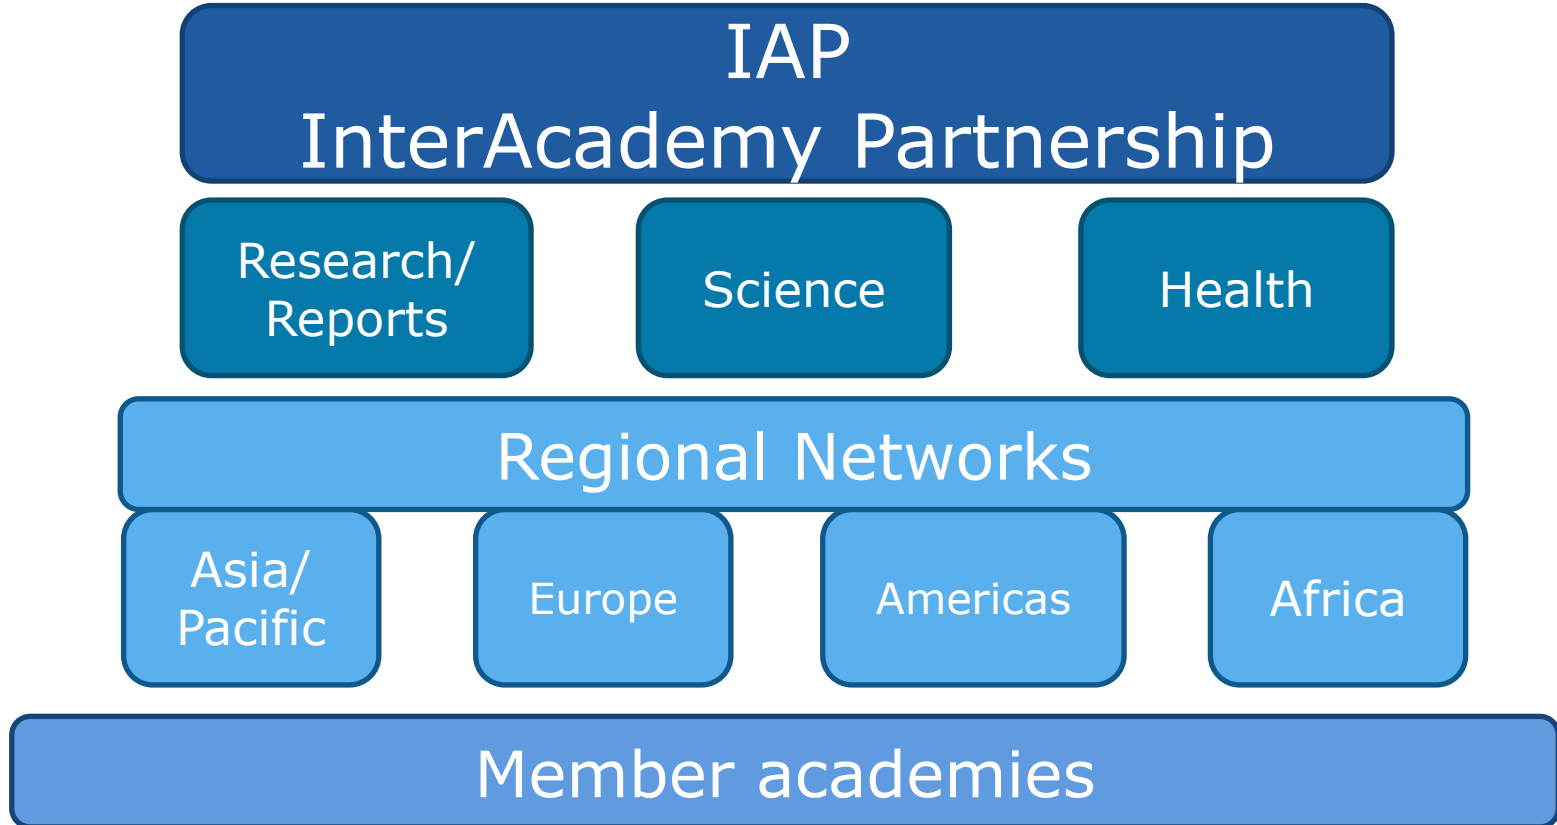 IAP
InterAcademy Partnership
Research/
Reports
Science
Health
Regional Networks
Asia/
Pacific
Europe
Americas
Africa
Member academies